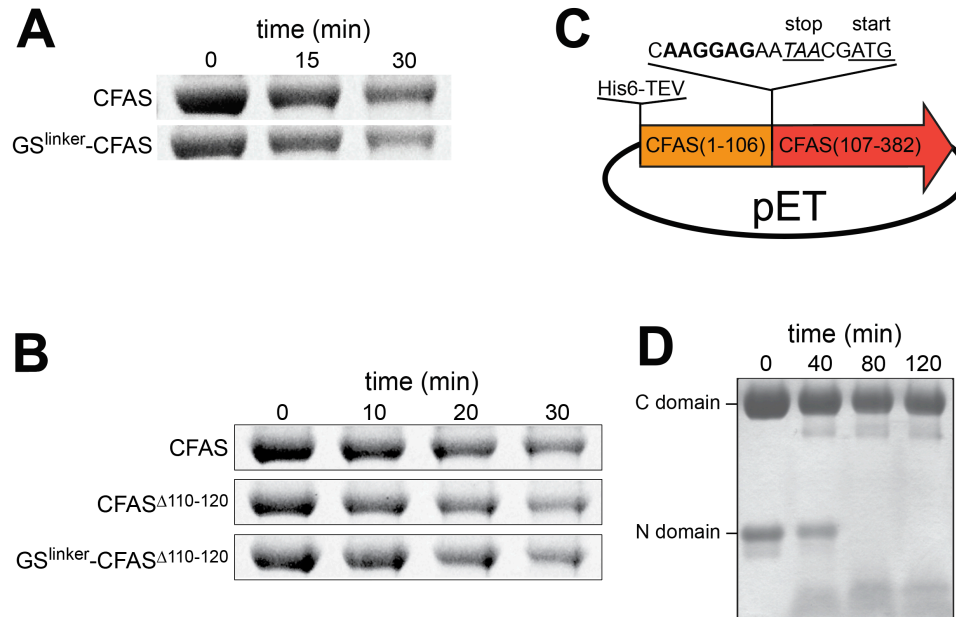 A
time (min)
0 15 30
CFAS
GSlinker-CFAS
B
time (min)
0 10 20 30
CFAS
CFASΔ110-120
GSlinker-CFASΔ110-120
C
stop start
CAAGGAGAATAACGATG
His6-TEV
CFAS(1-106) CFAS(107-382)
pET
D
time (min)
0 40 80 120
C domain
N domain